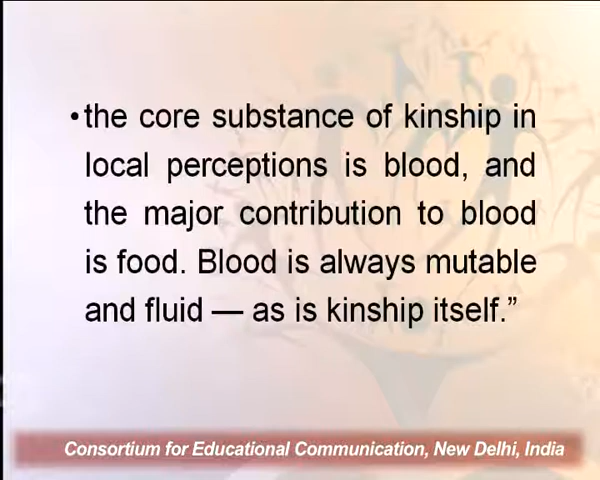 •the core substance of kinship in
local perceptions is blood, and
the major contribution to blood
is food. Blood is always mutable
and fluid — as is kinship itself.”
Consortium for Educational Communication, New Delhi, India